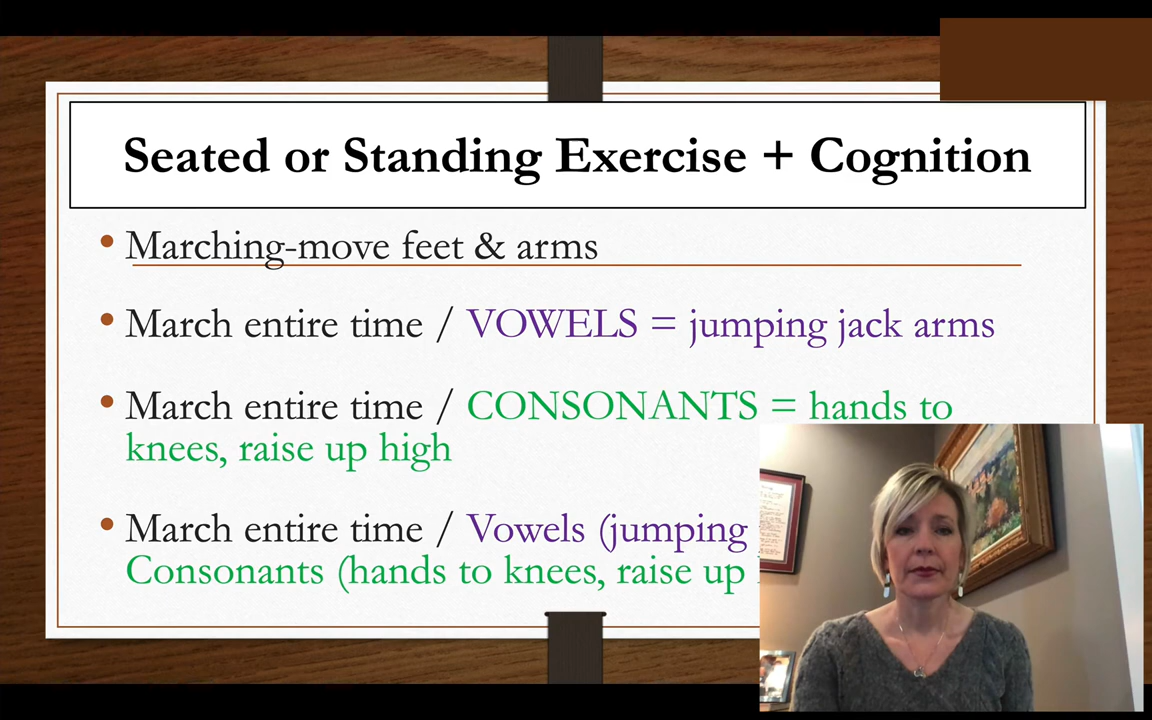 Seated or Standing Exercise + Cognition
• Marching-move feet & arms
• March entire time / VOWELS = jumping jack arms
• March entire time / CONSONANTS = hands to
knees, raise up high
• March entire time / Vowels (jumping
Consonants (hands to knees, raise up